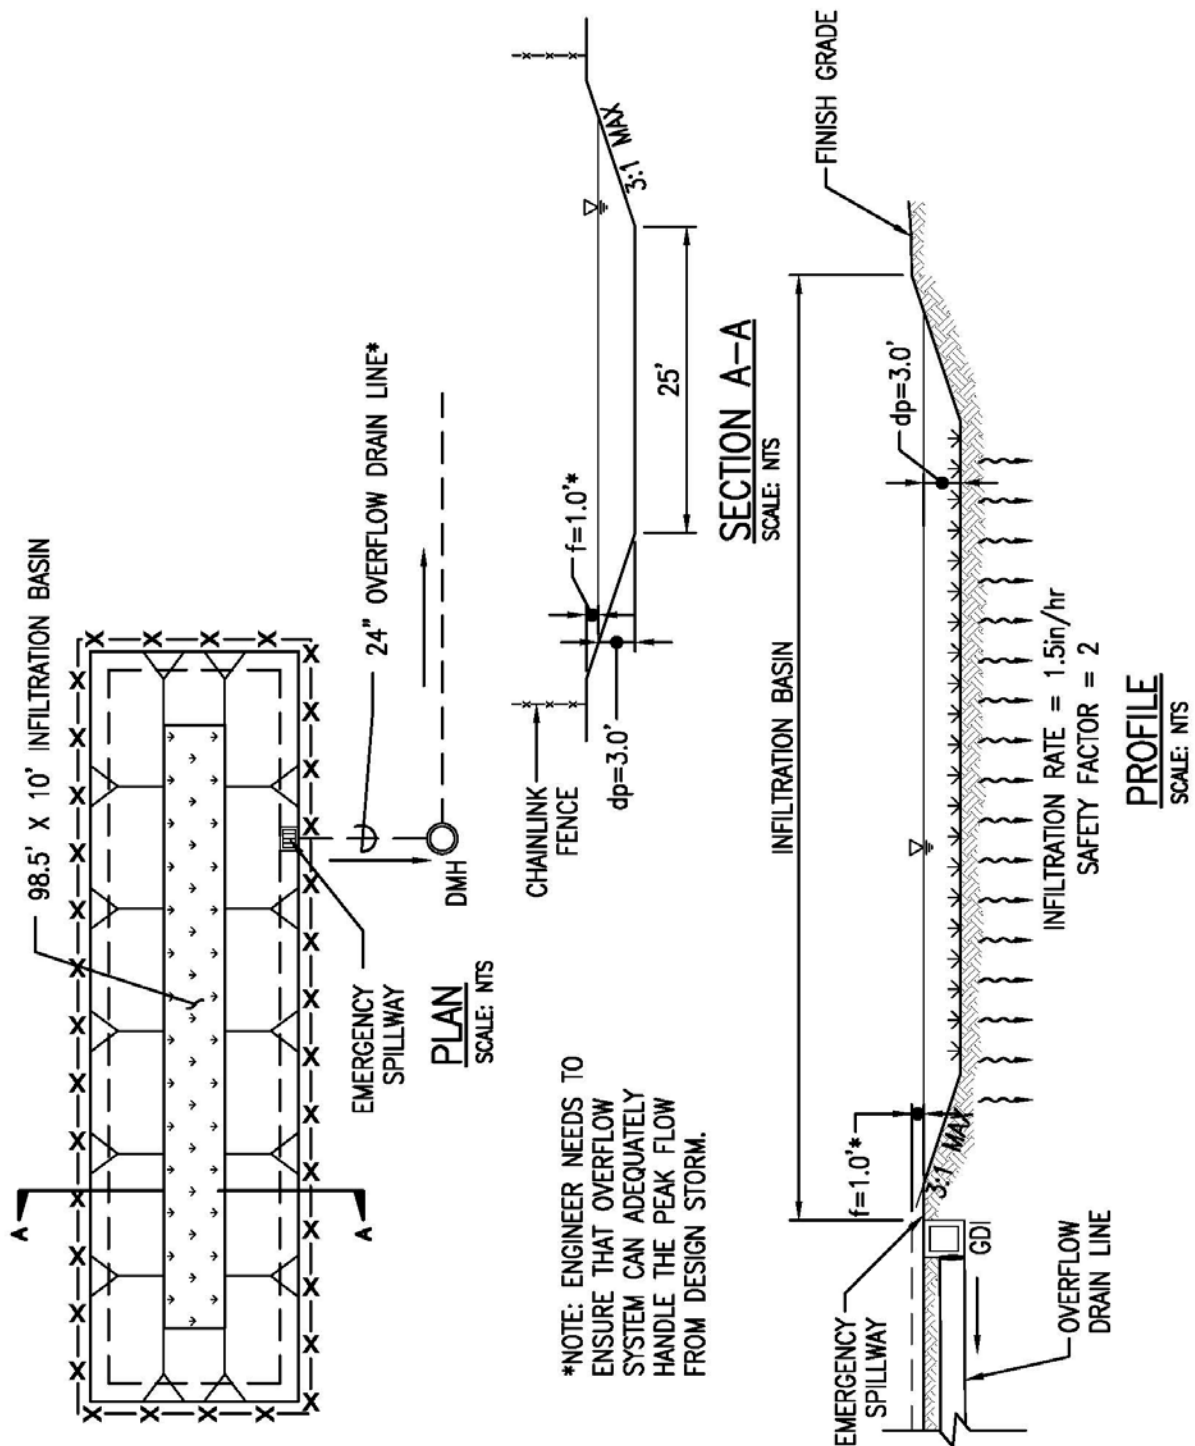 98.5' X 10' INFILTRATION BASIN
A
A
EMERGENCY
SPILLWAY
DMH
24" OVERFLOW DRAIN LINE*
PLAN
SCALE: NTS
*NOTE: ENGINEER NEEDS TO
ENSURE THAT OVERFLOW
SYSTEM CAN ADEQUATELY
HANDLE THE PEAK FLOW
FROM DESIGN STORM.
CHAINLINK
FENCE
dp=3.0'
f=1.0'*
3:1 MAX
25'
SECTION A-A
SCALE: NTS
INFILTRATION BASIN
FINISH GRADE
f=1.0'*
3:1 MAX
dp=3.0'
EMERGENCY
SPILLWAY
GDI
OVERFLOW
DRAIN LINE
INFILTRATION RATE = 1.5in/hr
SAFETY FACTOR = 2
PROFILE
SCALE: NTS